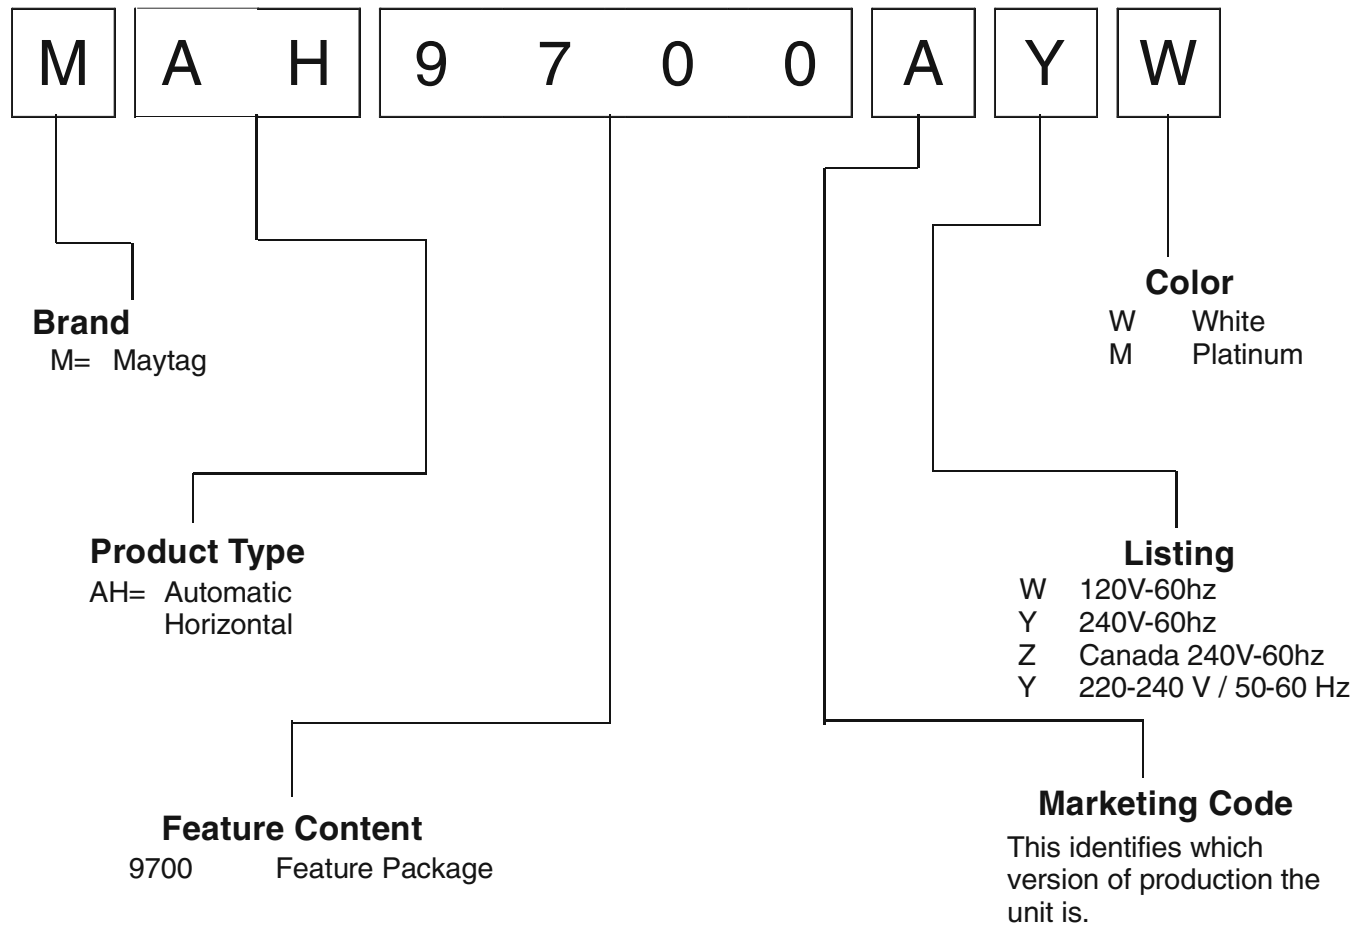 M A H 9 7 0 0 A Y W
Brand
M= Maytag
Color
W White
M Platinum
Product Type
AH= Automatic
Horizontal
Listing
W 120V-60hz
Y 240V-60hz
Z Canada 240V-60hz
Y 220-240 V / 50-60 Hz
Feature Content
9700 Feature Package
Marketing Code
This identifies which
version of production the
unit is.